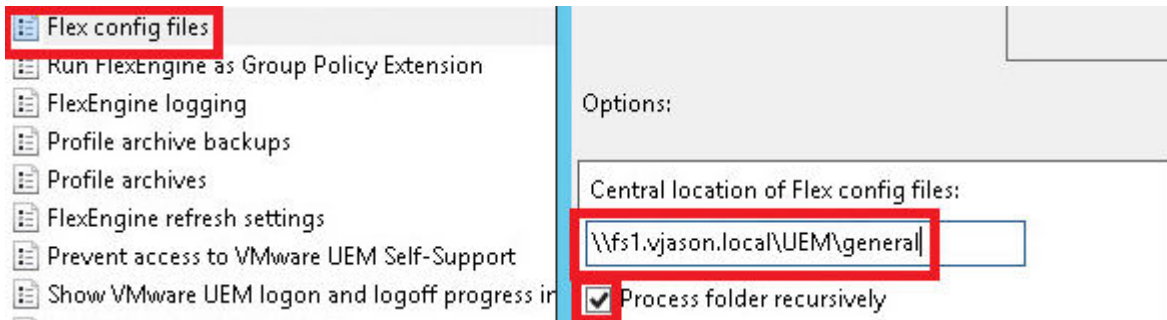 Flex config files
Run FlexEngine as Group Policy Extension
FlexEngine logging
Profile archive backups
Profile archives
FlexEngine refresh settings
Prevent access to VMware UEM Self-Support
Show VMware UEM logon and logoff progress in
Options:
Central location of Flex config files:
\\fs1.vjason.local\UEM\general
Process folder recursively